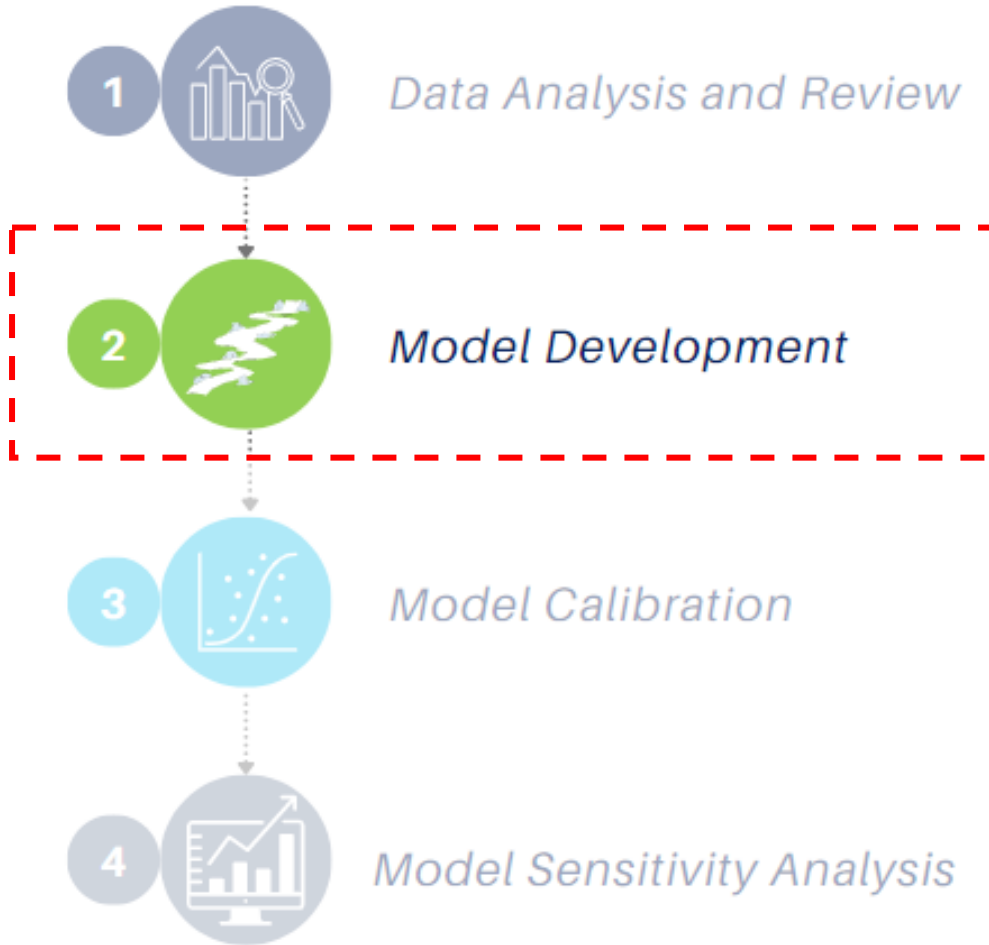 1 Data Analysis and Review
2 Model Development
3 Model Calibration
4 Model Sensitivity Analysis